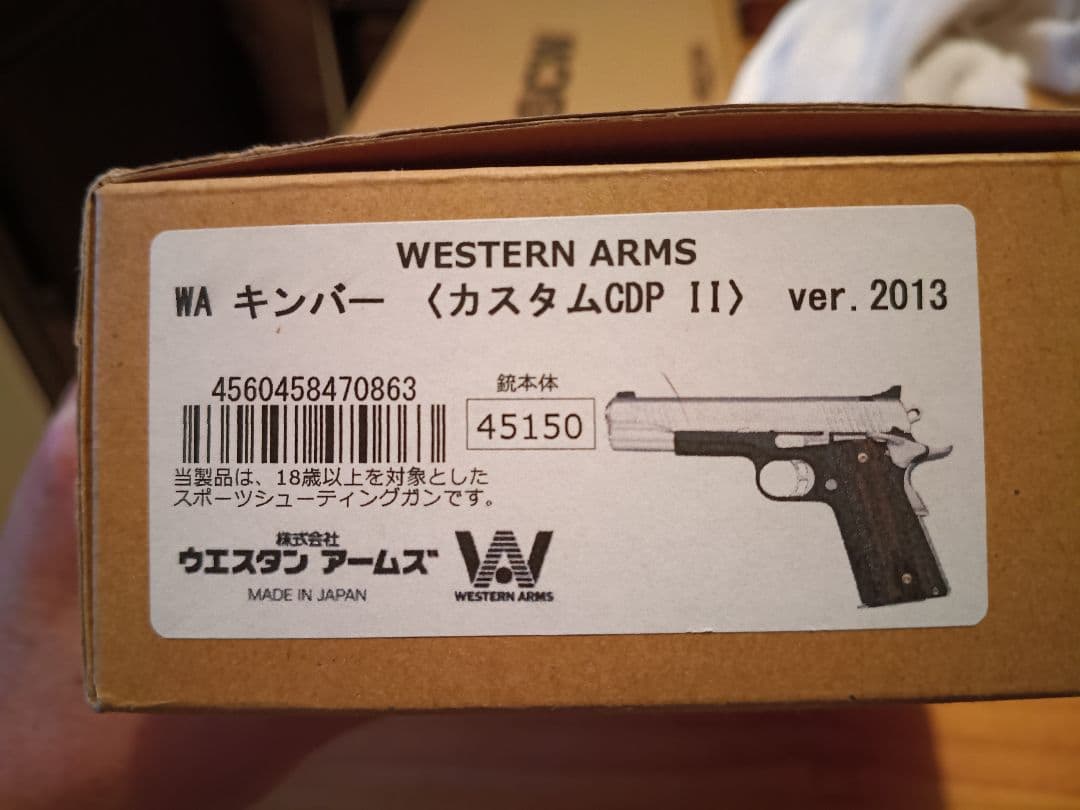 WESTERN ARMS
WA キンバー 〈カスタムCDP II〉 ver.2013
4560458470863
銃本体
45150
当製品は、18歳以上を対象とした
スポーツシューティングガンです。
株式会社
ウエスタン アームズ
MADE IN JAPAN
WESTERN ARMS